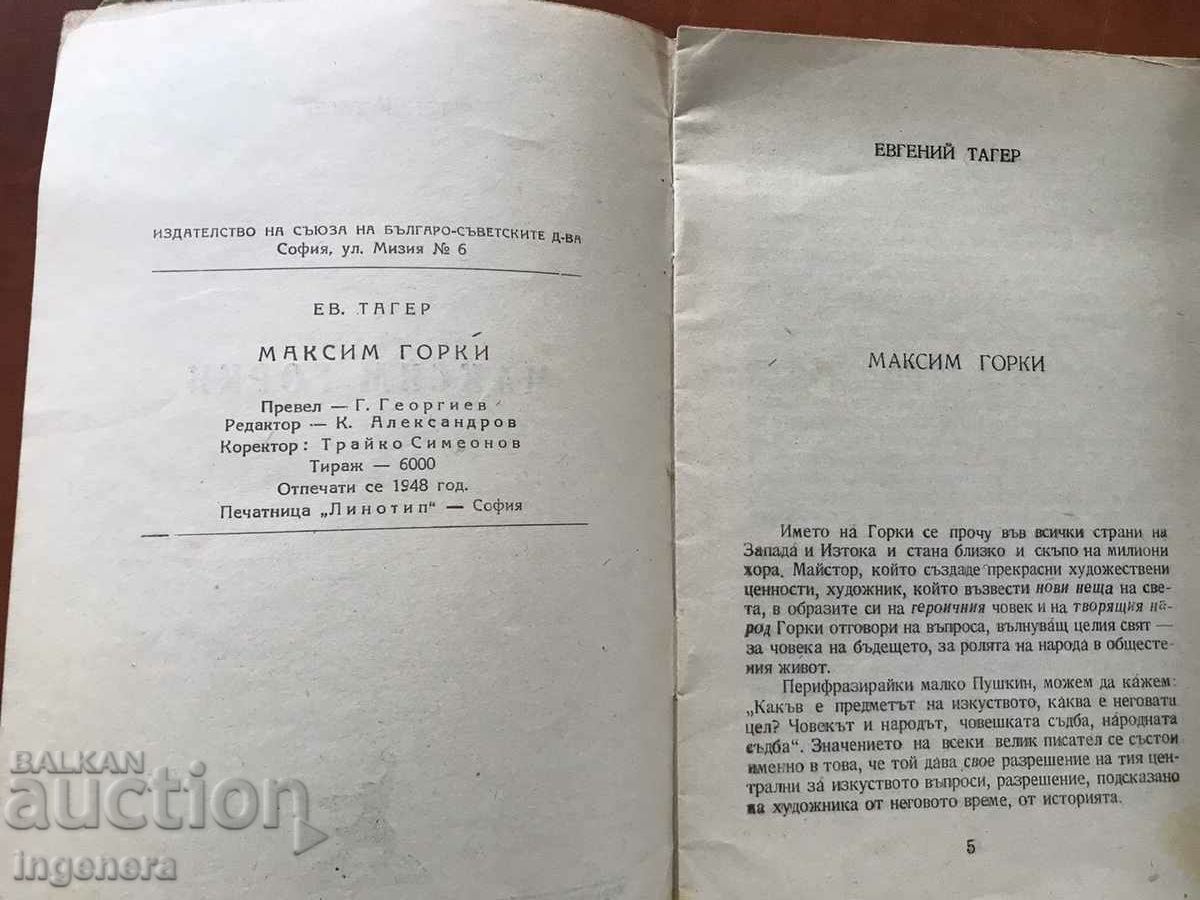 ИЗДАТЕЛСТВО НА СЪЮЗА НА БЪЛГАРО-СЪВЕТСКИТЕ Д-ВА
София, ул. Мизия № 6
ЕВ. ТАГЕР
МАКСИМ ГОРКИ
Превел — Г. Георгиев
Редактор — К. Александров
Коректор: Трайко Симеонов
Тираж — 6000
Отпечати се 1948 год.
Печатница „Линотип“ — София
ЕВГЕНИЙ ТАГЕР
МАКСИМ ГОРКИ
Името на Горки се прочу във всички страни на
Запада и Изтока и стана близко и скъпо на милиони
хора. Майстор, който създаде прекрасни художествени
ценности, художник, който възвести нови неща на све-
та, в образите си на героичния човек и на творящия на-
род Горки отговори на въпроса, вълнуващ целия свят —
за човека на бъдещето, за ролята на народа в обществе-
ния живот.
Перифразирайки малко Пушкин, можем да кажем:
„Какъв е предметът на изкуството, каква е неговата
цел? Човекът и народът, човешката съдба, народната
съдба“. Значението на всеки велик писател се състои
именно в това, че той дава свое разрешение на тия цен-
трални за изкуството въпроси, разрешение, подсказано
на художника от неговото време, от историята.
5
BALKAN
auction
ingenera